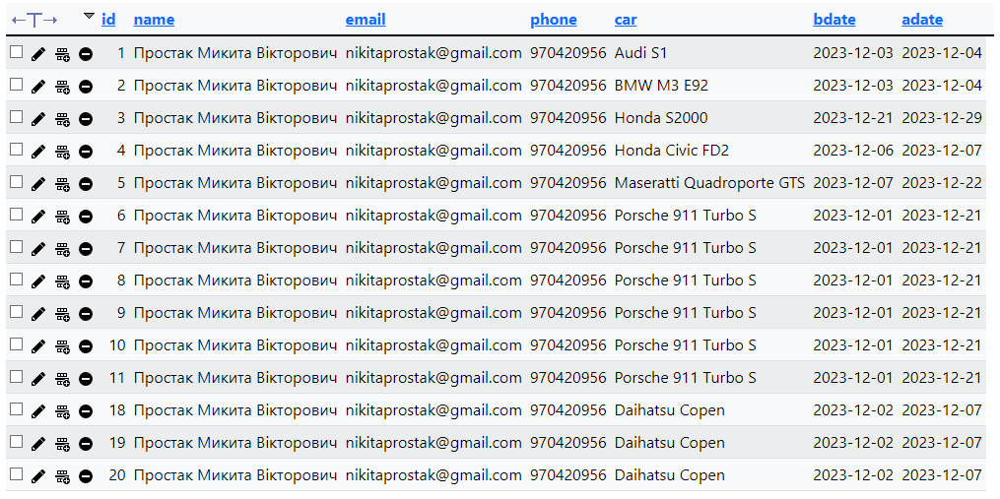 id name email phone car bdate adate
1 Простак Микита Вікторович nikitaprostak@gmail.com 970420956 Audi S1 2023-12-03 2023-12-04
2 Простак Микита Вікторович nikitaprostak@gmail.com 970420956 BMW M3 E92 2023-12-03 2023-12-04
3 Простак Микита Вікторович nikitaprostak@gmail.com 970420956 Honda S2000 2023-12-21 2023-12-29
4 Простак Микита Вікторович nikitaprostak@gmail.com 970420956 Honda Civic FD2 2023-12-06 2023-12-07
5 Простак Микита Вікторович nikitaprostak@gmail.com 970420956 Maseratti Quadroporte GTS 2023-12-07 2023-12-22
6 Простак Микита Вікторович nikitaprostak@gmail.com 970420956 Porsche 911 Turbo S 2023-12-01 2023-12-21
7 Простак Микита Вікторович nikitaprostak@gmail.com 970420956 Porsche 911 Turbo S 2023-12-01 2023-12-21
8 Простак Микита Вікторович nikitaprostak@gmail.com 970420956 Porsche 911 Turbo S 2023-12-01 2023-12-21
9 Простак Микита Вікторович nikitaprostak@gmail.com 970420956 Porsche 911 Turbo S 2023-12-01 2023-12-21
10 Простак Микита Вікторович nikitaprostak@gmail.com 970420956 Porsche 911 Turbo S 2023-12-01 2023-12-21
11 Простак Микита Вікторович nikitaprostak@gmail.com 970420956 Porsche 911 Turbo S 2023-12-01 2023-12-21
18 Простак Микита Вікторович nikitaprostak@gmail.com 970420956 Daihatsu Copen 2023-12-02 2023-12-07
19 Простак Микита Вікторович nikitaprostak@gmail.com 970420956 Daihatsu Copen 2023-12-02 2023-12-07
20 Простак Микита Вікторович nikitaprostak@gmail.com 970420956 Daihatsu Copen 2023-12-02 2023-12-07